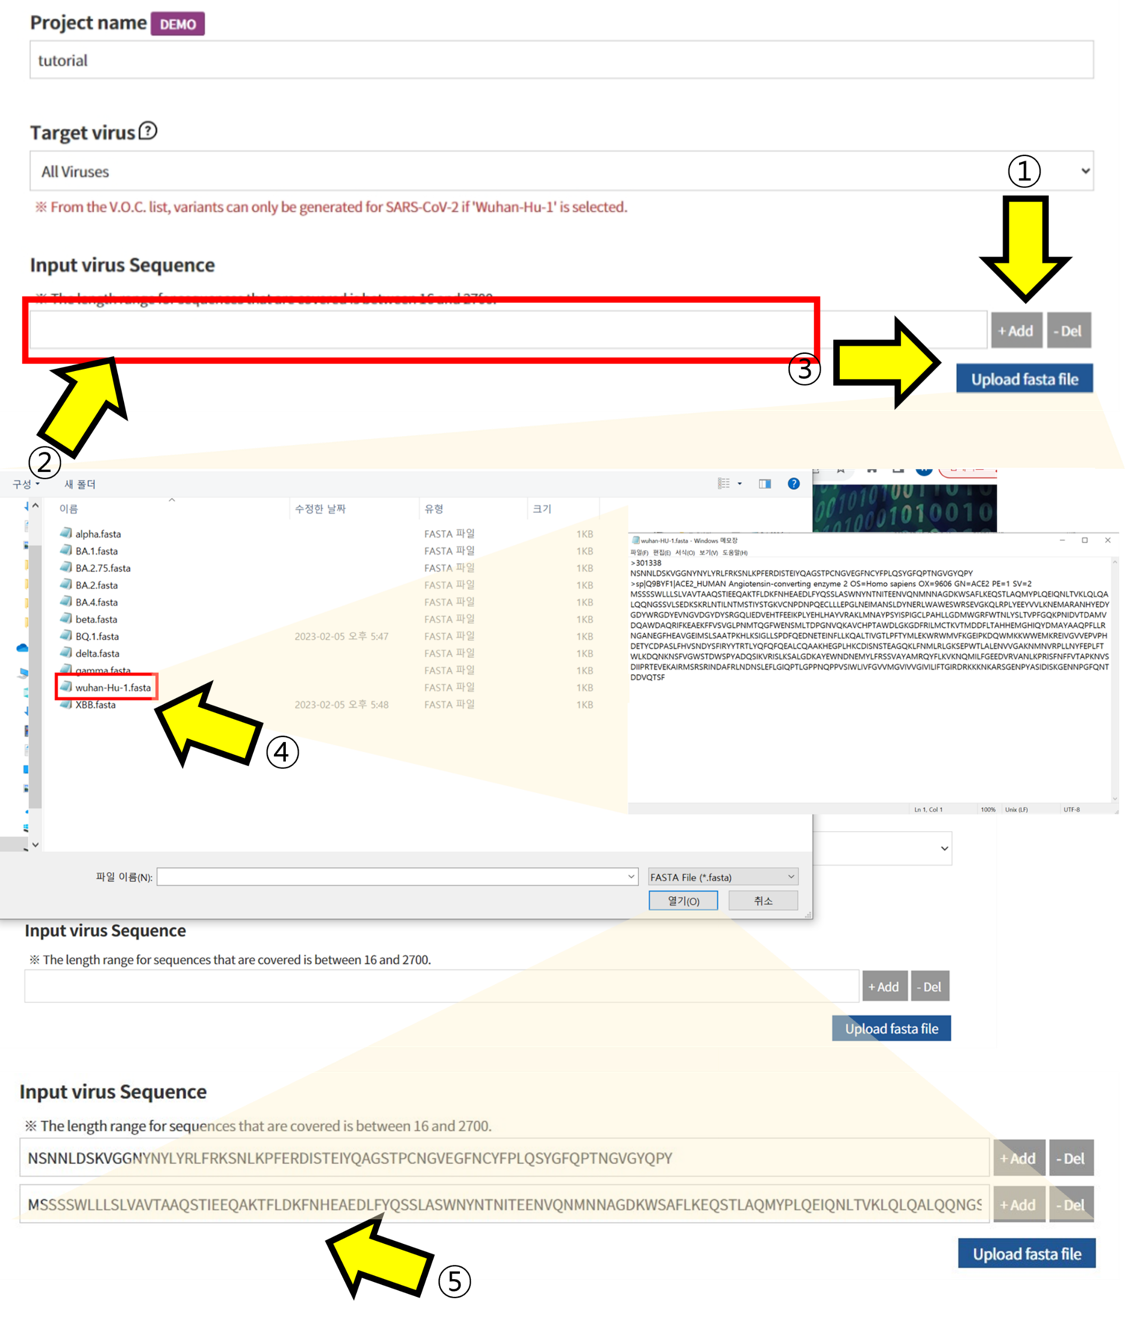 Project name DEMO
tutorial
Target virus ?
All Viruses
①
※ From the V.O.C. list, variants can only be generated for SARS-CoV-2 if 'Wuhan-Hu-1' is selected.
Input virus Sequence
※ The length range for sequences that are covered is between 16 and 2700.
+ Add - Del
③
Upload fasta file
②
구성 새 폴더
이름 수정한 날짜 유형 크기
alpha.fasta FASTA 파일 1KB
BA.1.fasta FASTA 파일 1KB
BA.2.75.fasta FASTA 파일 1KB
BA.2.fasta FASTA 파일 1KB
BA.4.fasta FASTA 파일 1KB
beta.fasta FASTA 파일 1KB
BQ.1.fasta 2023-02-05 오후 5:47 FASTA 파일 1KB
delta.fasta FASTA 파일 1KB
gamma.fasta FASTA 파일 1KB
wuhan-Hu-1.fasta FASTA 파일 1KB
XBB.fasta 2023-02-05 오후 5:48 FASTA 파일 1KB
④
wuhan-HU-1.fasta - Windows 메모장
파일(F) 편집(E) 서식(O) 보기(V) 도움말(H)
>301338
NSNNLDSKVGGNYNYLYRLFRKSNLKPFERDISTEIYQAGSTPCNGVEGFNCYFPLQSYGFQPTNGVGYQPY
>sp|Q9BYF1|ACE2_HUMAN Angiotensin-converting enzyme 2 OS=Homo sapiens OX=9606 GN=ACE2 PE=1 SV=2
MSSSSWLLLSLVAVTAAQSTIEEQAKTFLDKFNHEAEDLFYQSSLASWNYNTNITEENVQNMNNAGDKWSAFLKEQSTLAQMYPLQEIQNLTVKLQLQA
LQQNGSSVLSEDKSKRLNTILNTMSTIYSTGKVCNPDNPQECLLLEPGLNEIMANSLDYNERLWAWESWRSEVGKQLRPLYEEYVVLKNEMARANHYEDY
GDYWRGDYEVNGVDGYDYSRGQLIEDVEHTFEEIKPLYEHLHAYVRAKLMNAYPSYISPIGCLPAHLLGDMWGRFWTNLYSLTVPFGQKPNIDVTDAMV
DQAWDAQRIFKEAEKFFVSVGLPNMTQGFWENSMLTDPGNVQKAVCHPTAWDLGKGDFRILMCTKVTMDDFLTAHHEMGHIQYDMAYAAQPFLLR
NGANEGFHEAVGEIMSLSAATPKHLKSIGLLSPDFQEDNETEINFLLKQALTIVGTLPFTYMLEKWRWMVFKGEIPKDQWMKKWWEMKREIVGVVEPVPH
DETYCDPASLFHVSNDYSFIRYYTRTLYQFQFQEALCQAAKHEGPLHKCDISNSTEAGQKLFNMLRLGKSEPWTLALENVVGAKNMNVRPLLNYFEPLFT
WLKDQNKNSFVGWSTDWSPYADQSIKVRISLKSALGDKAYEWNDNEMYLFRSSVAYAMRQYFLKVKNQMILFGEEDVRVANLKPRISFNFFVTAPKNVS
DIIPRTEVEKAIRMSRSRINDAFRLNDNSLEFLGIQPTLGPPNQPPVSIWLIVFGVVMGVIVVGIVILIFTGIRDRKKKNKARSGENPYASIDISKGENNPGFQNT
DDVQTSF
Ln 1, Col 1 100% Unix (LF) UTF-8
파일 이름(N): FASTA File (*.fasta)
열기(O) 취소
Input virus Sequence
※ The length range for sequences that are covered is between 16 and 2700.
+ Add - Del
Upload fasta file
Input virus Sequence
※ The length range for sequences that are covered is between 16 and 2700.
NSNNLDSKVGGNYNYLYRLFRKSNLKPFERDISTEIYQAGSTPCNGVEGFNCYFPLQSYGFQPTNGVGYQPY + Add - Del
MSSSSWLLLSLVAVTAAQSTIEEQAKTFLDKFNHEAEDLFYQSSLASWNYNTNITEENVQNMNNAGDKWSAFLKEQSTLAQMYPLQEIQNLTVKLQLQALQQNGS + Add - Del
Upload fasta file
⑤